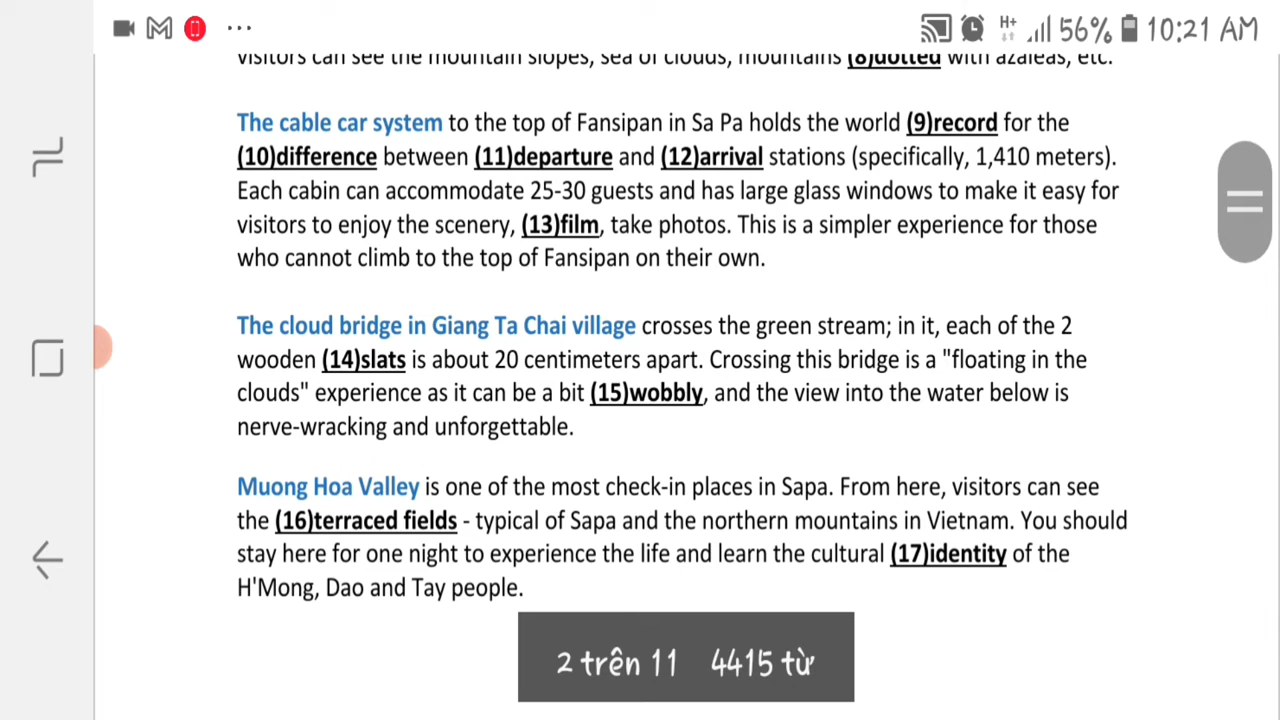 H+ 56% 10:21 AM
visitors can see the mountain slopes, sea of clouds, mountains (8)dotted with azaleas, etc.
The cable car system to the top of Fansipan in Sa Pa holds the world (9)record for the
(10)difference between (11)departure and (12)arrival stations (specifically, 1,410 meters).
Each cabin can accommodate 25-30 guests and has large glass windows to make it easy for
visitors to enjoy the scenery, (13)film, take photos. This is a simpler experience for those
who cannot climb to the top of Fansipan on their own.
The cloud bridge in Giang Ta Chai village crosses the green stream; in it, each of the 2
wooden (14)slats is about 20 centimeters apart. Crossing this bridge is a "floating in the
clouds" experience as it can be a bit (15)wobbly, and the view into the water below is
nerve-wracking and unforgettable.
Muong Hoa Valley is one of the most check-in places in Sapa. From here, visitors can see
the (16)terraced fields - typical of Sapa and the northern mountains in Vietnam. You should
stay here for one night to experience the life and learn the cultural (17)identity of the
H'Mong, Dao and Tay people.
2 trên 11 4415 từ